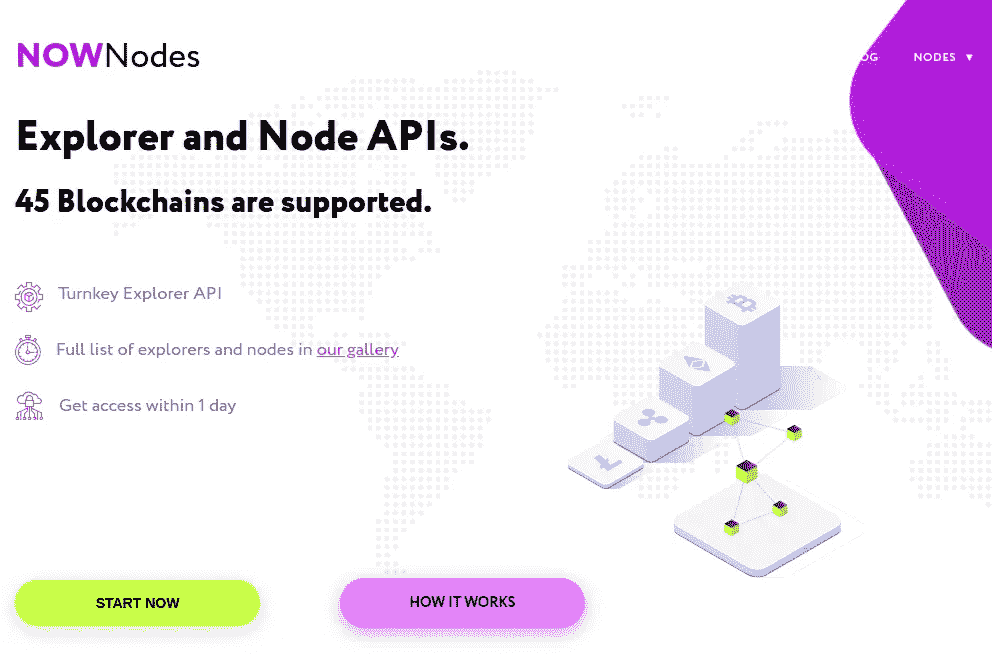 NOWNodes
NODES ▼
Explorer and Node APIs.
45 Blockchains are supported.
Turnkey Explorer API
Full list of explorers and nodes in our gallery
Get access within 1 day
START NOW
HOW IT WORKS